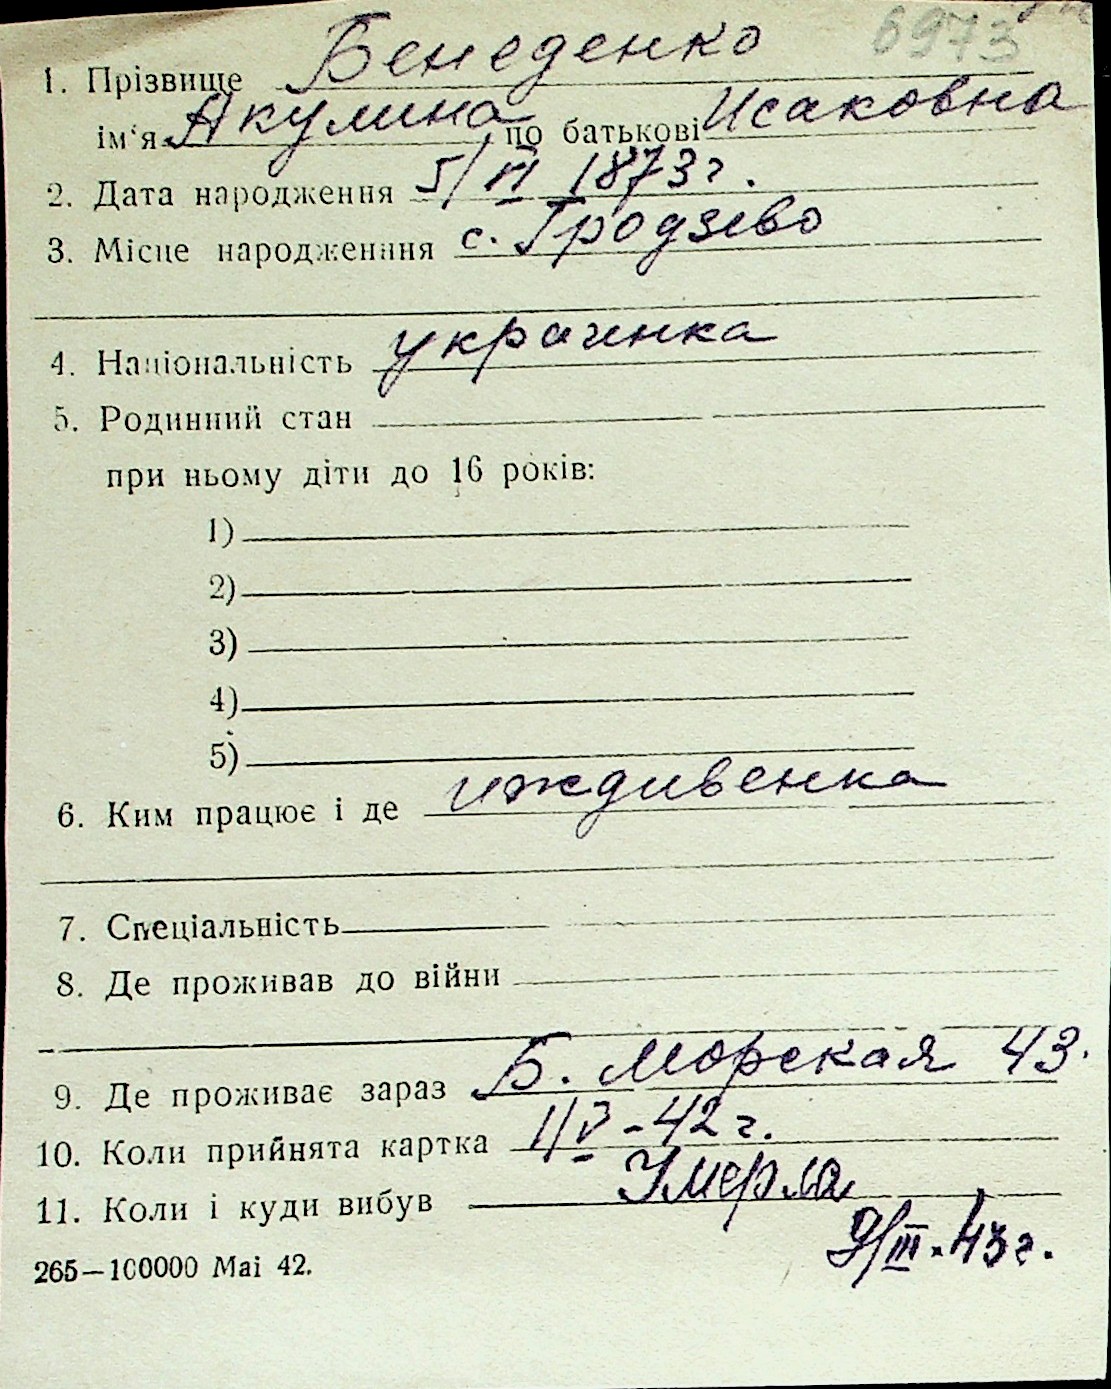 6973
1. Прізвище Бенеденко
ім‘я Акулина по батькові Исаковна
2. Дата народження 5/VI 1873 г.
3. Місце народженння с. Гродзево
4. Національність украинка
5. Родинний стан
при ньому діти до 16 років:
1)
2)
3)
4)
5)
6. Ким працює і де иждивенка
7. Спеціальність
8. Де проживав до війни
9. Де проживає зараз Б. Морская 43.
10. Коли прийнята картка 1/V - 42 г.
11. Коли і куди вибув Умерла
9/III - 43 г.
265—100000 Mai 42.